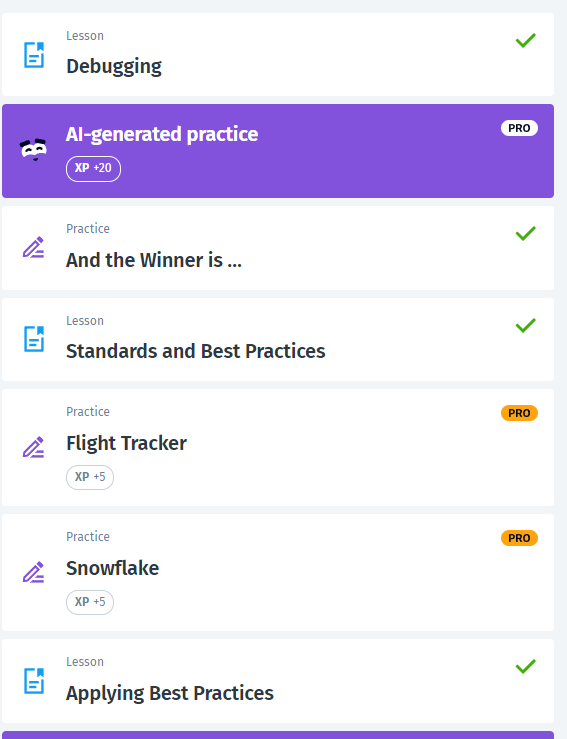 Lesson
Debugging
AI-generated practice
PRO
XP +20
Practice
And the Winner is ...
Lesson
Standards and Best Practices
Practice
PRO
Flight Tracker
XP +5
Practice
PRO
Snowflake
XP +5
Lesson
Applying Best Practices